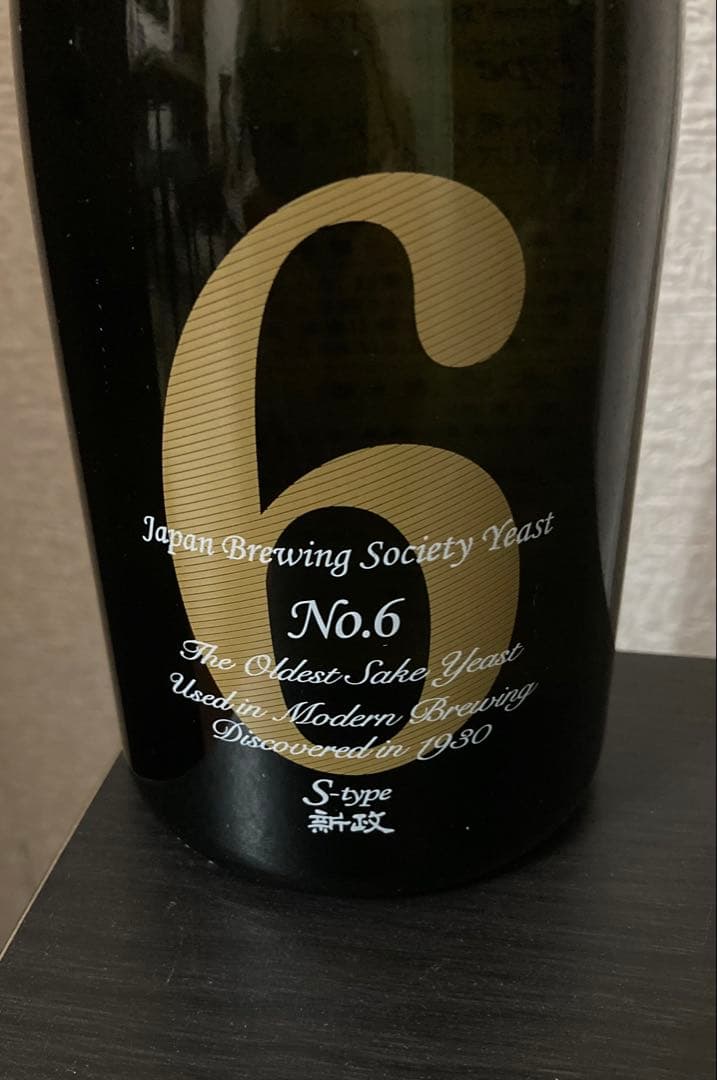 6
Japan Brewing Society Yeast
No.6
The Oldest Sake Yeast
Used in Modern Brewing
Discovered in 1930
S-type
新政